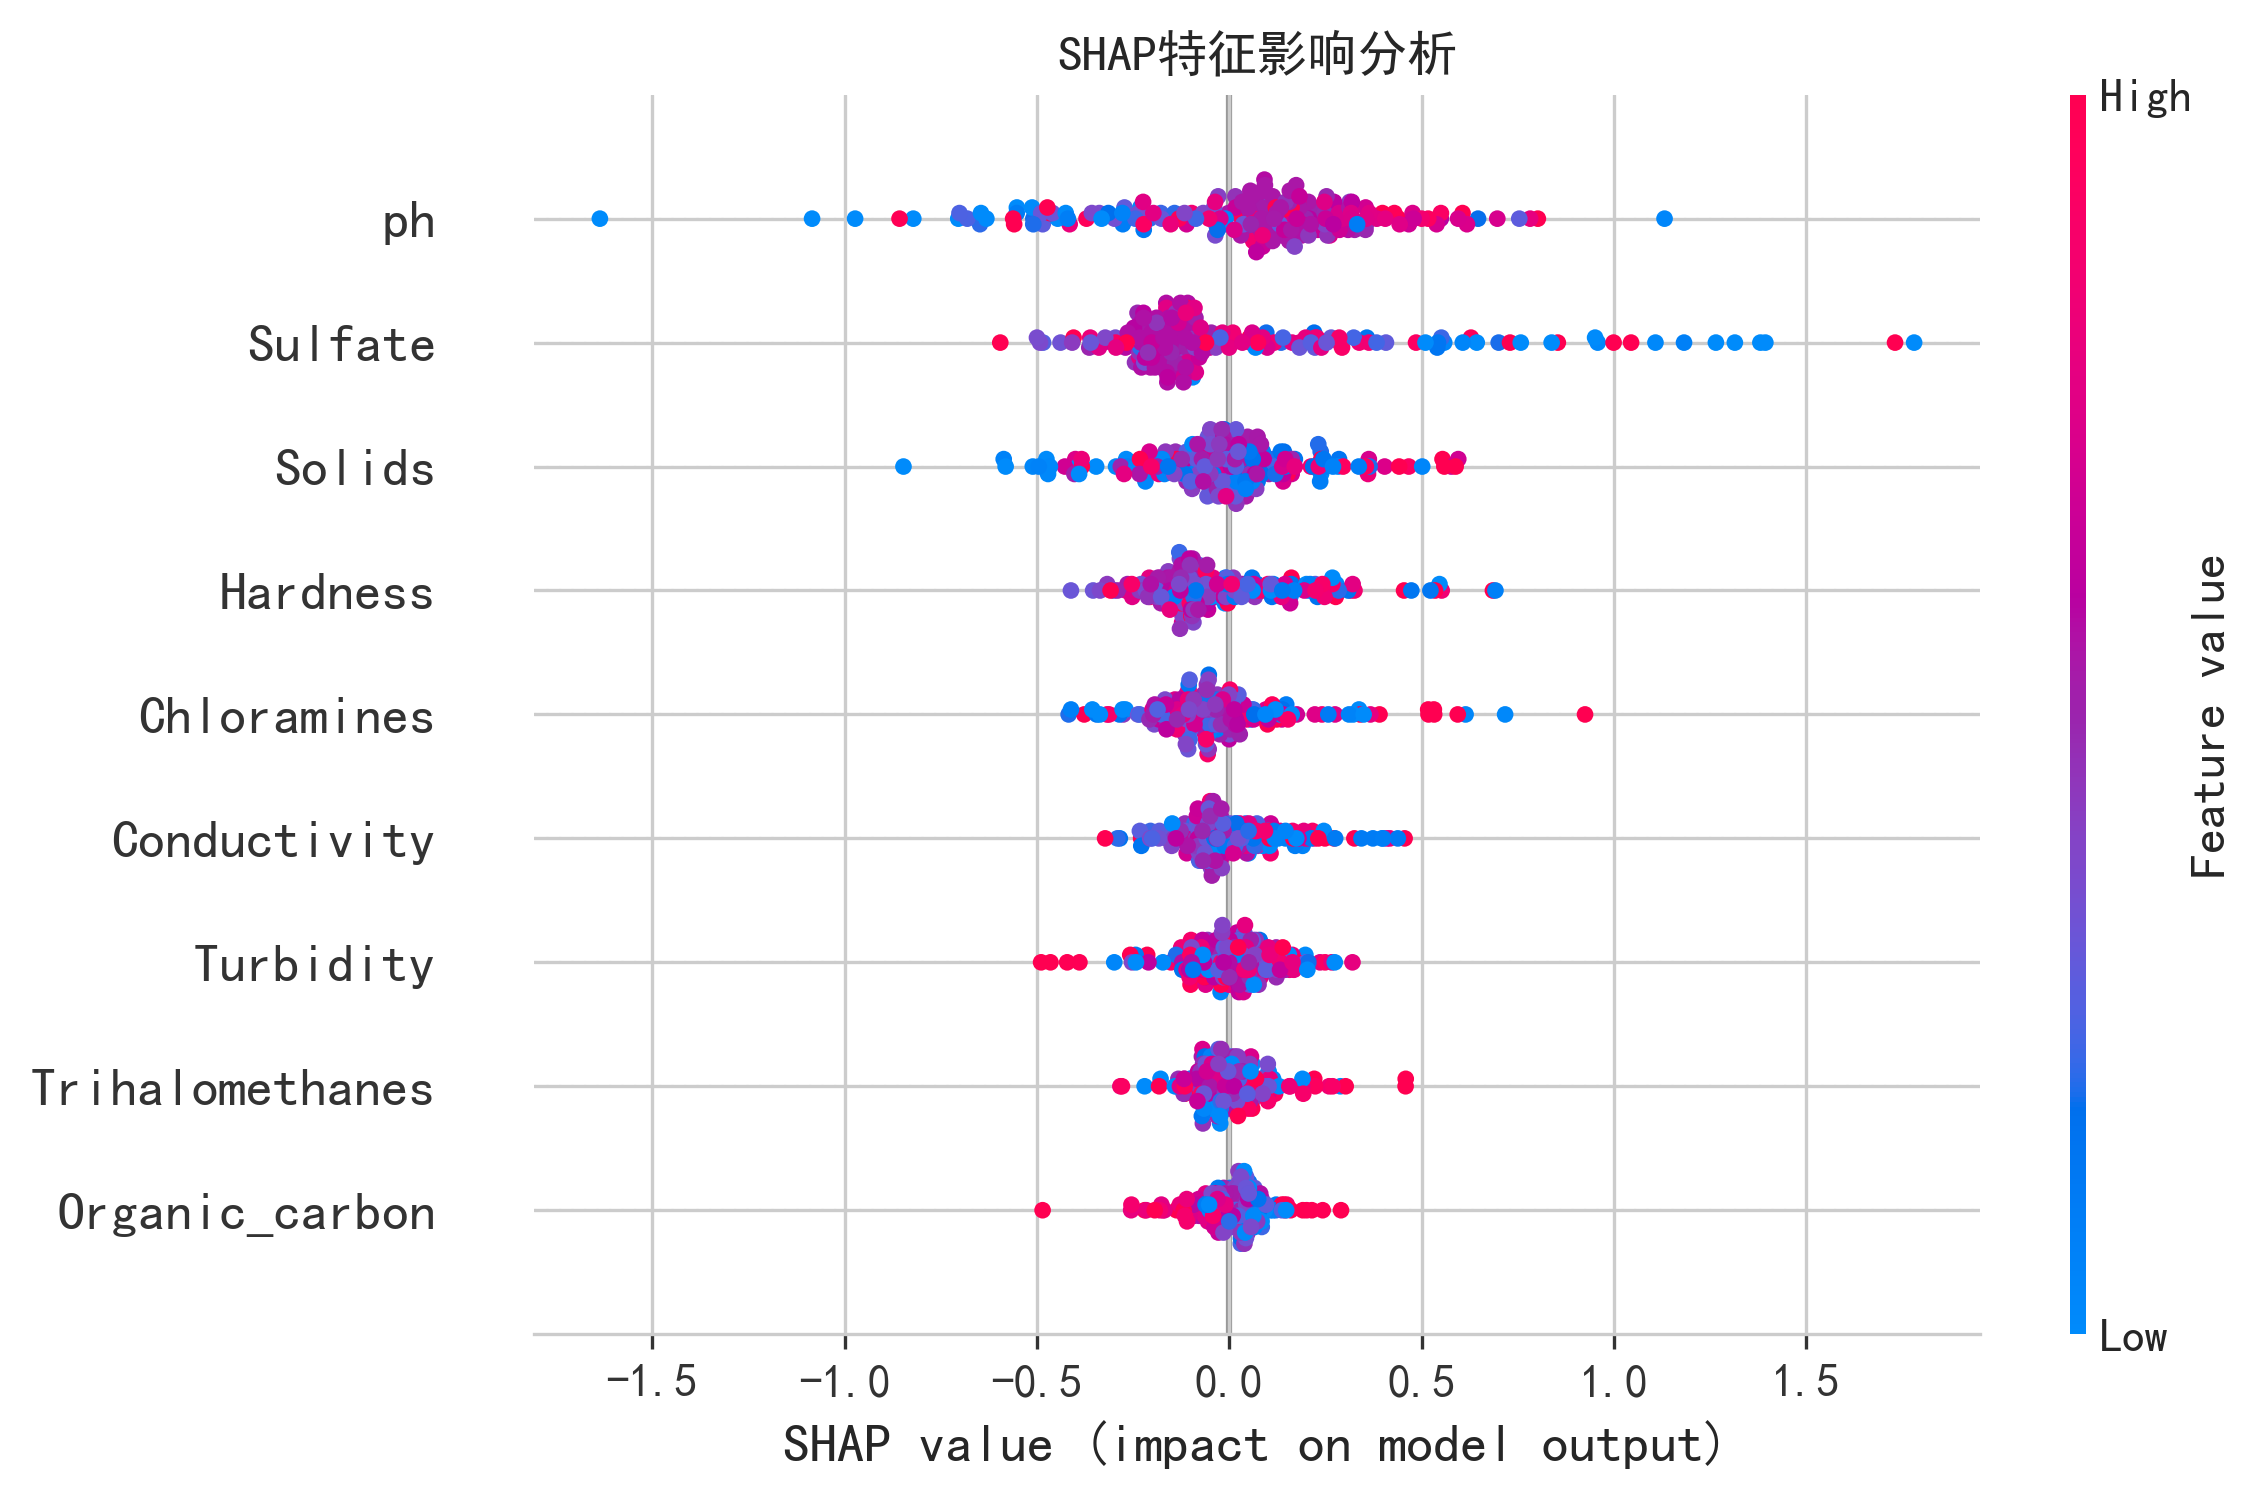 SHAP特征影响分析
High
ph
Sulfate
Solids
Hardness
Chloramines
Conductivity
Turbidity
Trihalomethanes
Organic_carbon
Feature value
Low
−1.5 −1.0 −0.5 0.0 0.5 1.0 1.5
SHAP value (impact on model output)